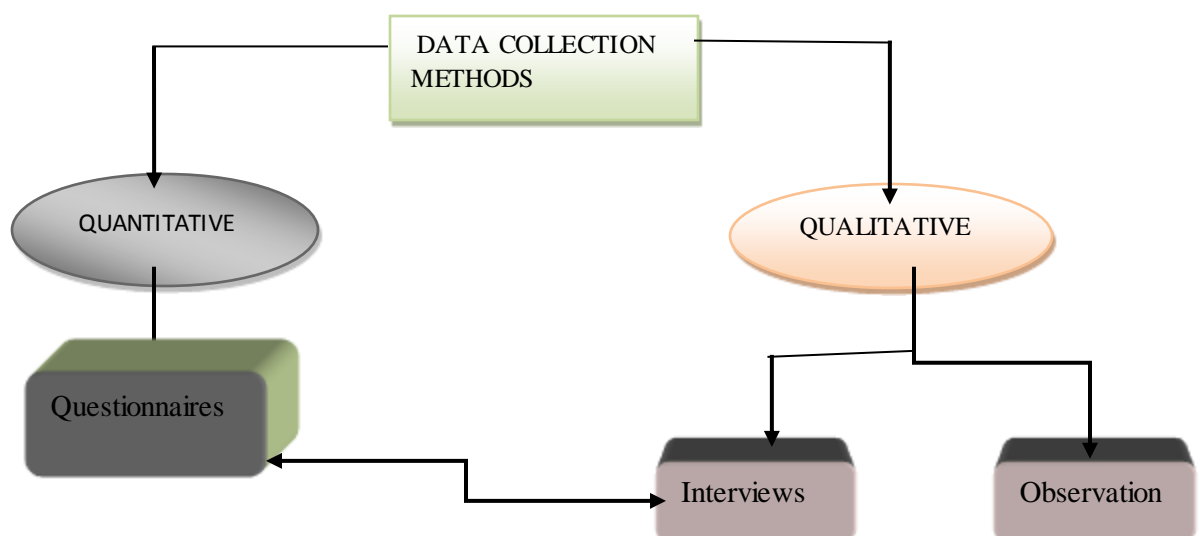 DATA COLLECTION
METHODS
QUANTITATIVE
QUALITATIVE
Questionnaires
Interviews
Observation